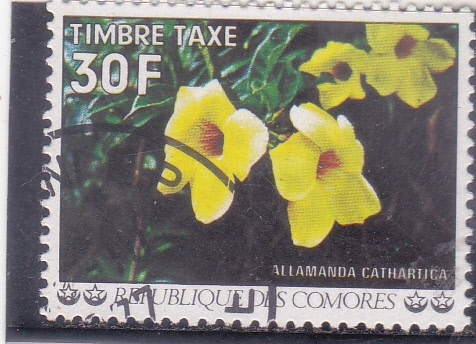 TIMBRE TAXE
30F
ALLAMANDA CATHARTICA
REPUBLIQUE DES COMORES